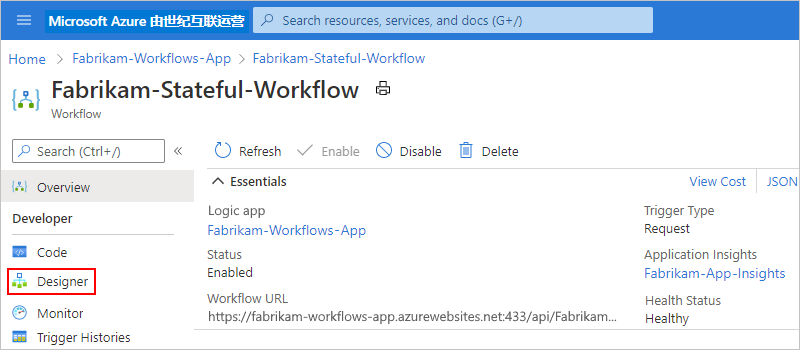 Microsoft Azure 由世纪互联运营
Search resources, services, and docs (G+/)
Home > Fabrikam-Workflows-App > Fabrikam-Stateful-Workflow
Fabrikam-Stateful-Workflow
Workflow
Search (Ctrl+/) «
Refresh Enable Disable Delete
Overview
Developer
Code
Designer
Monitor
Trigger Histories
Essentials View Cost JSON
Logic app
Fabrikam-Workflows-App
Status
Enabled
Workflow URL
https://fabrikam-workflows-app.azurewebsites.net:433/api/Fabrikam...
Trigger Type
Request
Application Insights
Fabrikam-App-Insights
Health Status
Healthy